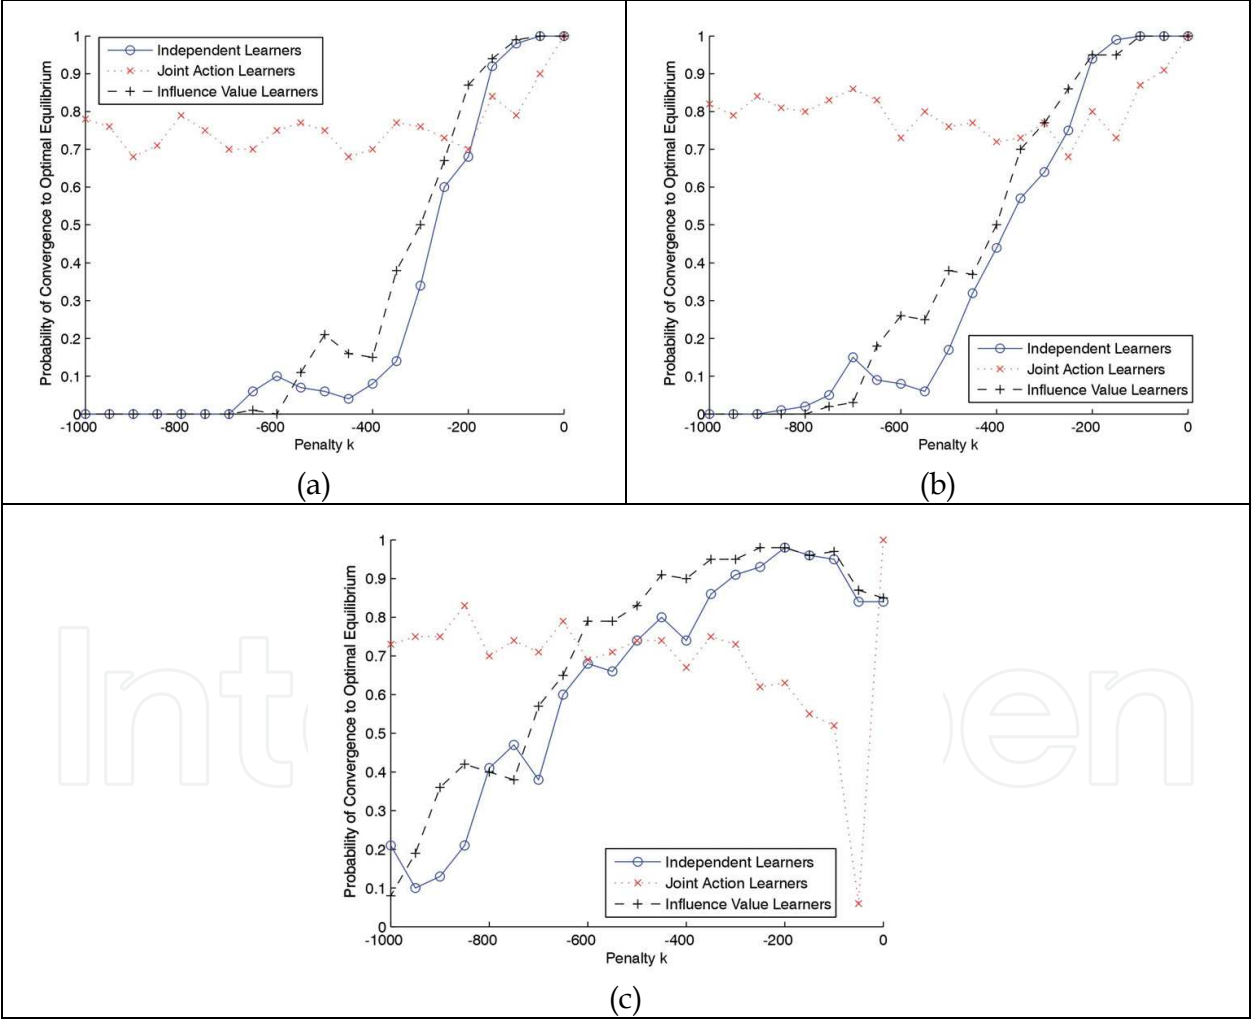 Probability of Convergence to Optimal Equilibrium
1
0.9
0.8
0.7
0.6
0.5
0.4
0.3
0.2
0.1
0
Independent Learners
Joint Action Learners
Influence Value Learners
-1000 -800 -600 -400 -200 0
Penalty k
(a)
Probability of Convergence to Optimal Equilibrium
1
0.9
0.8
0.7
0.6
0.5
0.4
0.3
0.2
0.1
0
Independent Learners
Joint Action Learners
Influence Value Learners
-1000 -800 -600 -400 -200 0
Penalty k
(b)
Probability of Convergence to Optimal Equilibrium
1
0.9
0.8
0.7
0.6
0.5
0.4
0.3
0.2
0.1
0
Independent Learners
Joint Action Learners
Influence Value Learners
-1000 -800 -600 -400 -200 0
Penalty k
(c)
Int
en